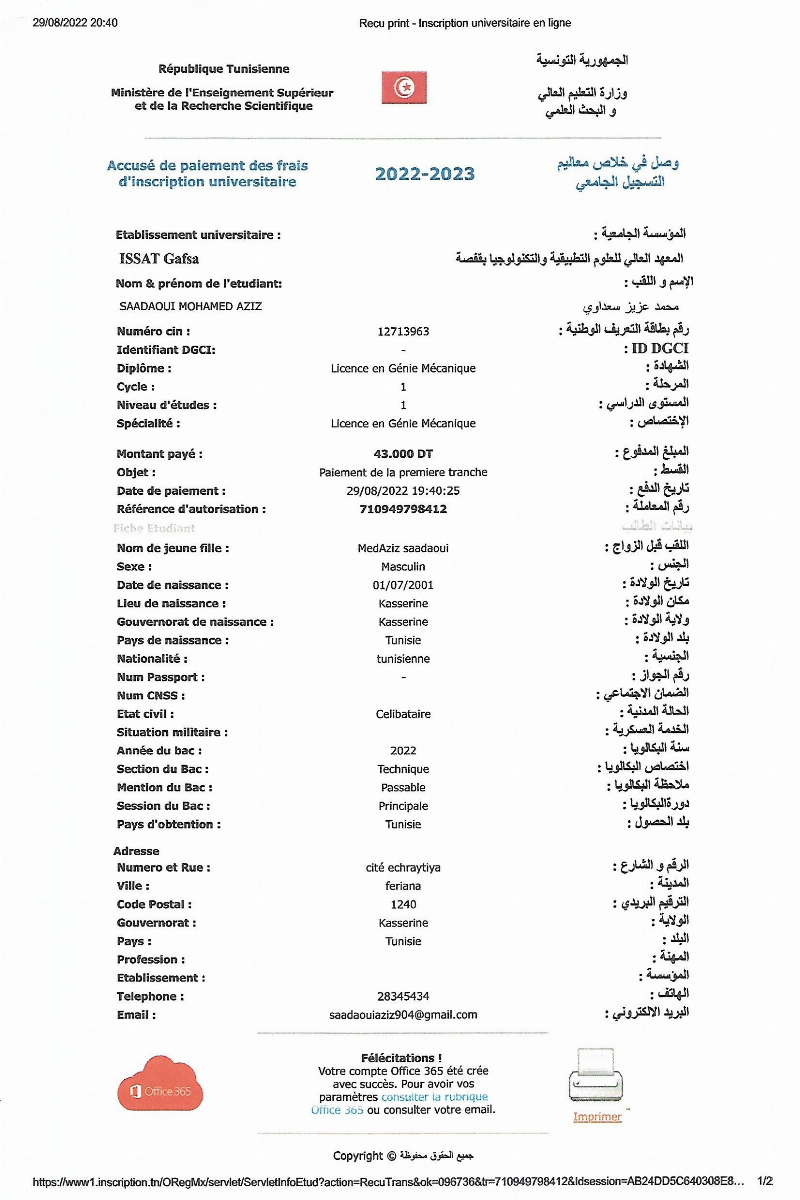 29/08/2022 20:40 Recu print - Inscription universitaire en ligne
République Tunisienne الجمهورية التونسية
Ministère de l'Enseignement Supérieur وزارة التعليم العالي
et de la Recherche Scientifique و البحث العلمي
Accusé de paiement des frais 2022-2023 وصل في خلاص معاليم
d'inscription universitaire التسجيل الجامعي
Etablissement universitaire : المؤسسة الجامعية :
ISSAT Gafsa المعهد العالي للعلوم التطبيقية والتكنولوجيا بقفصة
Nom & prénom de l'etudiant: الإسم و اللقب :
SAADAOUI MOHAMED AZIZ محمد عزيز سعداوي
Numéro cin : 12713963 رقم بطاقة التعريف الوطنية :
Identifiant DGCI: - ID DGCI :
Diplôme : Licence en Génie Mécanique الشهادة :
Cycle : 1 المرحلة :
Niveau d'études : 1 المستوى الدراسي :
Spécialité : Licence en Génie Mécanique الإختصاص :
Montant payé : 43.000 DT المبلغ المدفوع :
Objet : Paiement de la premiere tranche القسط :
Date de paiement : 29/08/2022 19:40:25 تاريخ الدفع :
Référence d'autorisation : 710949798412 رقم المعاملة :
Fiche Etudiant بيانات الطالب
Nom de jeune fille : MedAziz saadaoui اللقب قبل الزواج :
Sexe : Masculin الجنس :
Date de naissance : 01/07/2001 تاريخ الولادة :
Lieu de naissance : Kasserine مكان الولادة :
Gouvernorat de naissance : Kasserine ولاية الولادة :
Pays de naissance : Tunisie بلد الولادة :
Nationalité : tunisienne الجنسية :
Num Passport : - رقم الجواز :
Num CNSS : الضمان الاجتماعي :
Etat civil : Celibataire الحالة المدنية :
Situation militaire : الخدمة العسكرية :
Année du bac : 2022 سنة البكالويا :
Section du Bac : Technique اختصاص البكالويا :
Mention du Bac : Passable ملاحظة البكالويا :
Session du Bac : Principale دورةالبكالويا :
Pays d'obtention : Tunisie بلد الحصول :
Adresse
Numero et Rue : cité echraytiya الرقم و الشارع :
Ville : feriana المدينة :
Code Postal : 1240 الترقيم البريدي :
Gouvernorat : Kasserine الولاية :
Pays : Tunisie البلد :
Profession : المهنة :
Etablissement : المؤسسة :
Telephone : 28345434 الهاتف :
Email : saadaouiaziz904@gmail.com البريد الالكتروني :
Félécitations !
Votre compte Office 365 été crée
avec succès. Pour avoir vos
paramètres consulter la rubrique
Office 365 ou consulter votre email.
Office 365
Imprimer
Copyright © جميع الحقوق محفوظة
https://www1.inscription.tn/ORegMx/servlet/ServletInfoEtud?action=RecuTrans&ok=096736&tr=710949798412&Idsession=AB24DD5C640308E8... 1/2